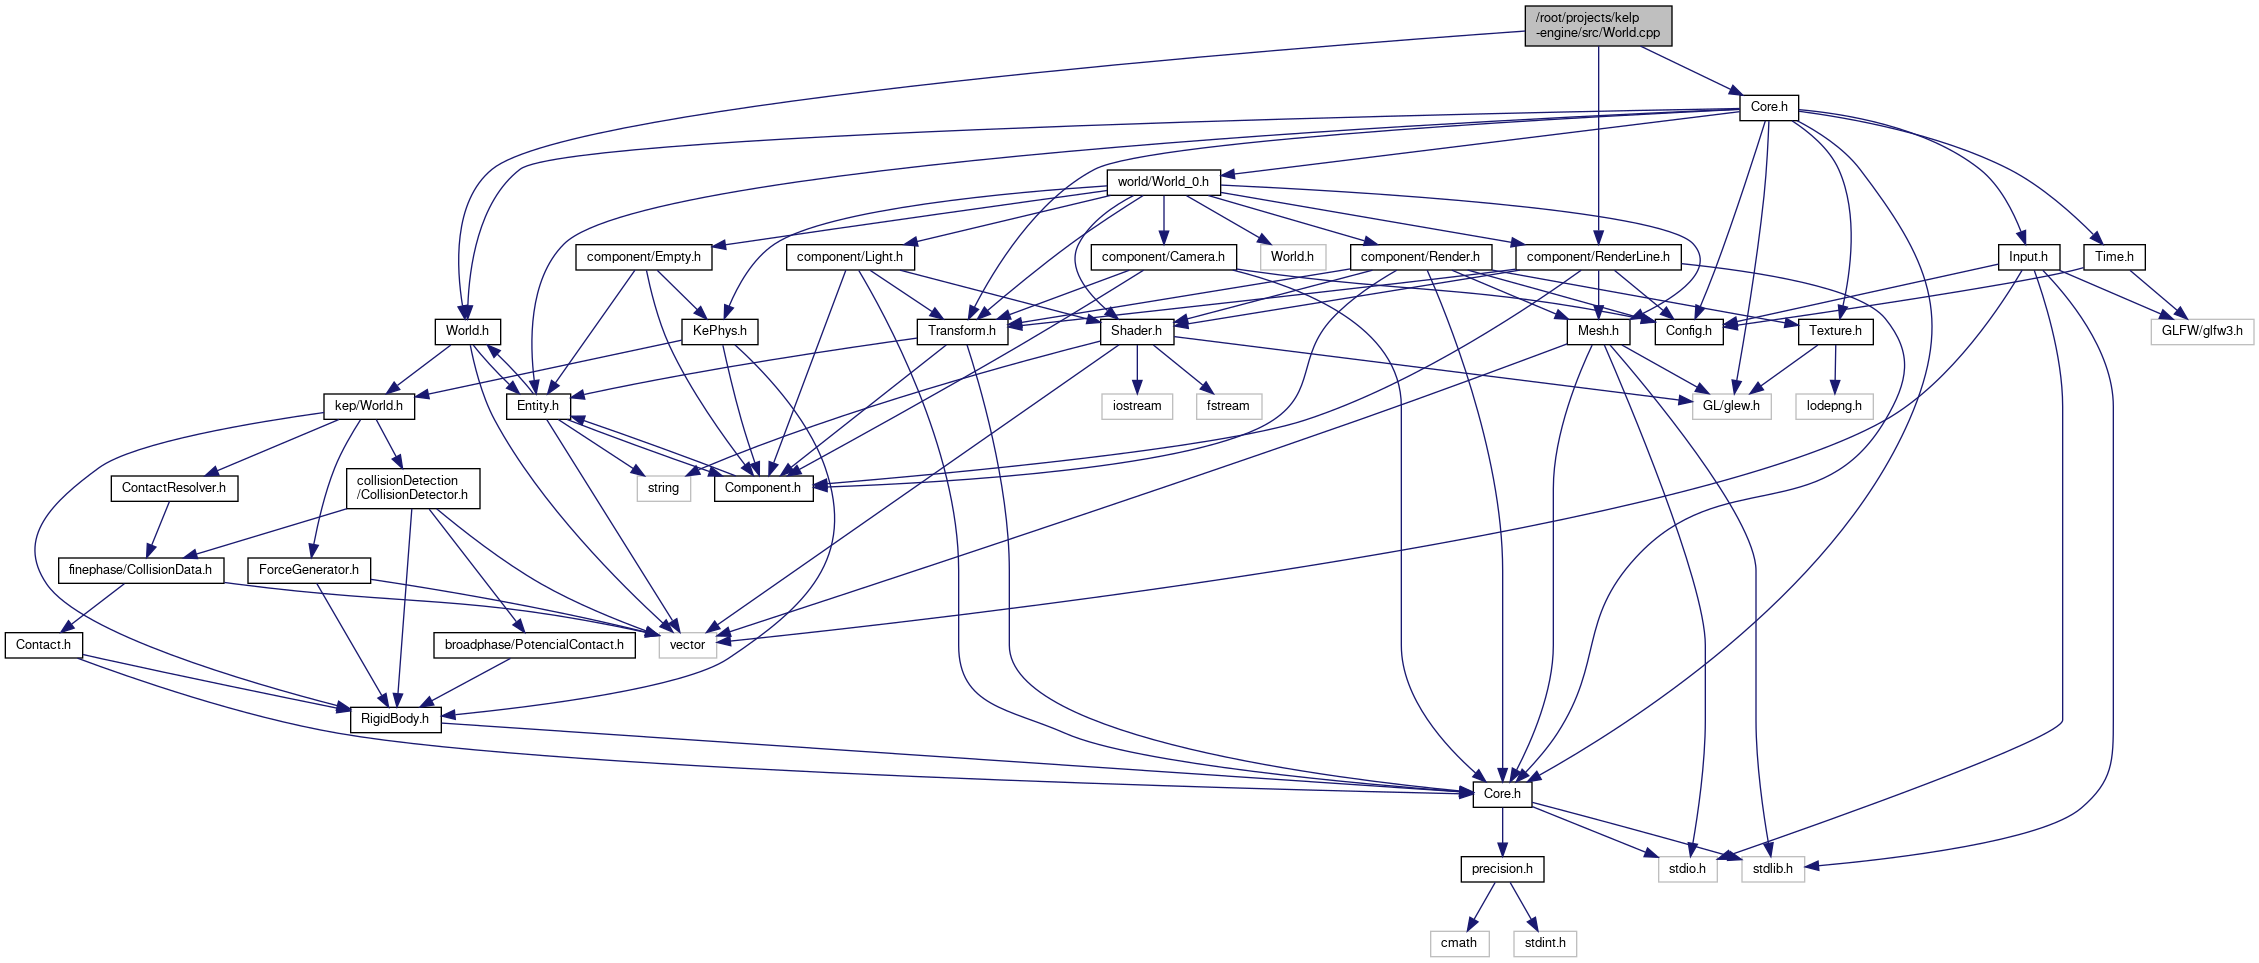 /root/projects/kelp
-engine/src/World.cpp
Core.h
world/World_0.h
component/Empty.h
component/Light.h
component/Camera.h
World.h
component/Render.h
component/RenderLine.h
Input.h
Time.h
World.h
KePhys.h
Transform.h
Shader.h
Mesh.h
Config.h
Texture.h
GLFW/glfw3.h
kep/World.h
Entity.h
iostream
fstream
GL/glew.h
lodepng.h
ContactResolver.h
collisionDetection
/CollisionDetector.h
string
Component.h
finephase/CollisionData.h
ForceGenerator.h
Contact.h
broadphase/PotencialContact.h
vector
RigidBody.h
Core.h
precision.h
stdio.h
stdlib.h
cmath
stdint.h